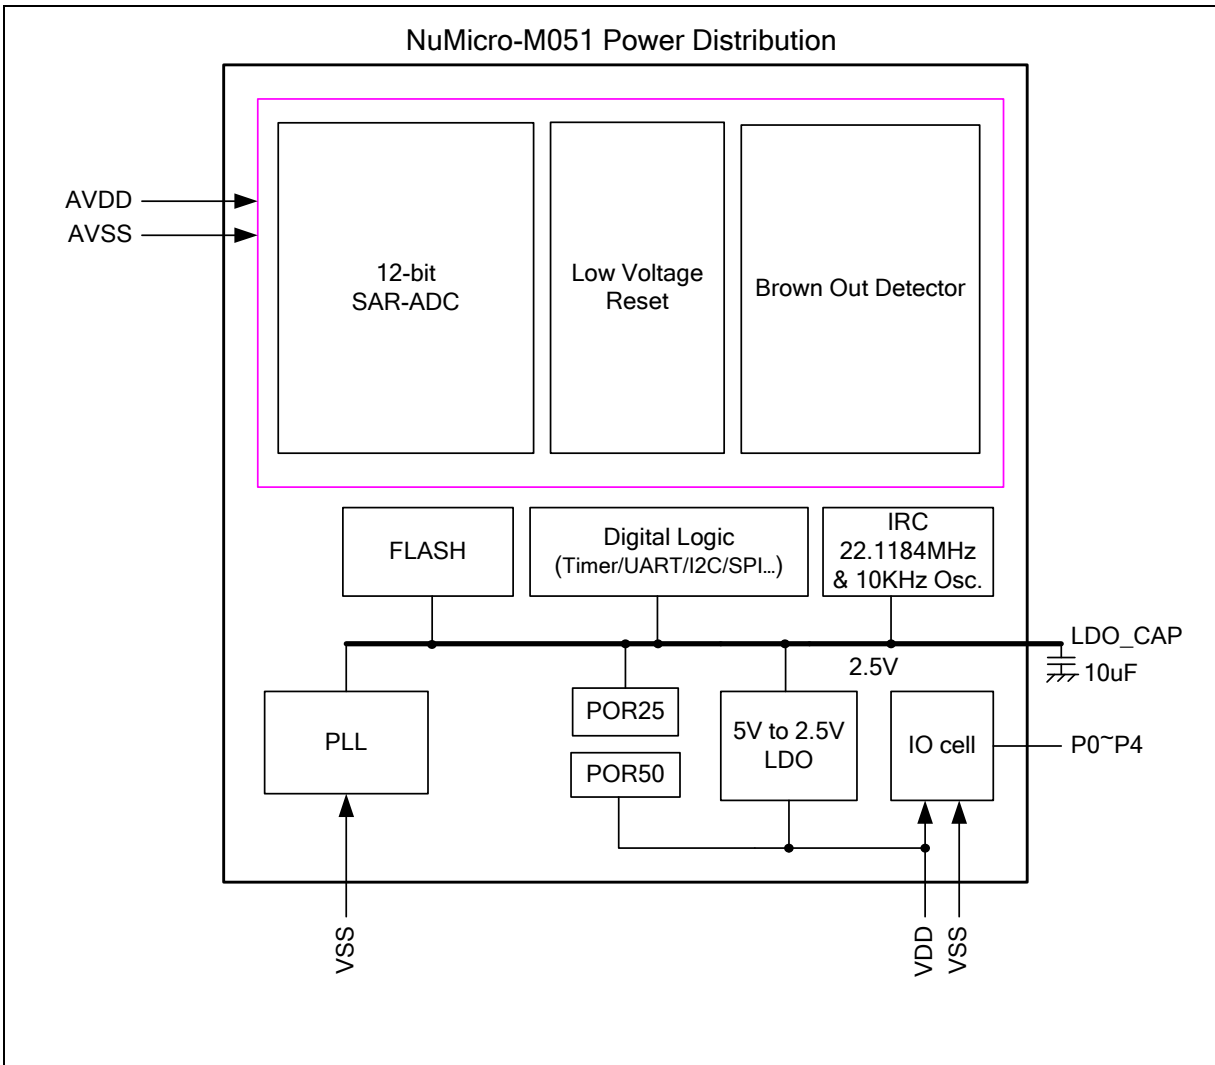 NuMicro-M051 Power Distribution
AVDD
AVSS
12-bit
SAR-ADC
Low Voltage
Reset
Brown Out Detector
FLASH
Digital Logic
(Timer/UART/I2C/SPI…)
IRC
22.1184MHz
& 10KHz Osc.
LDO_CAP
2.5V
10uF
PLL
POR25
POR50
5V to 2.5V
LDO
IO cell
P0~P4
VSS
VDD
VSS